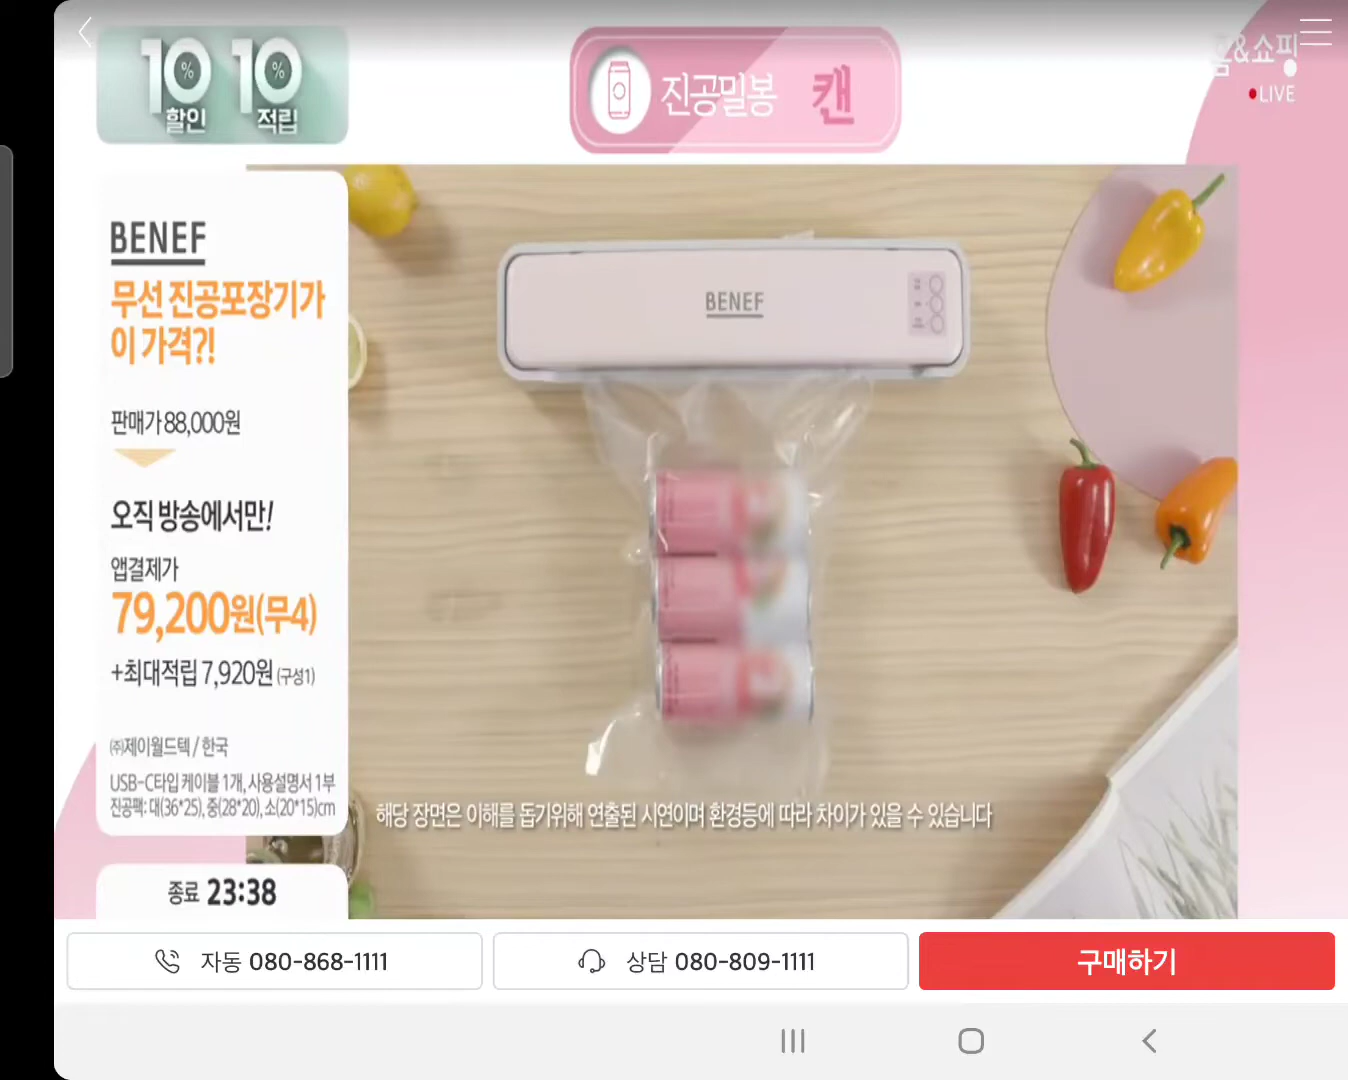 10% 할인 10% 적립
진공밀봉 캔
홈&쇼핑
LIVE
BENEF
무선 진공포장기가
이 가격?!
판매가 88,000원
오직 방송에서만!
앱결제가
79,200원(무4)
+최대적립 7,920원 (구성1)
㈜제이월드텍 / 한국
USB-C타입 케이블 1개, 사용설명서 1부
진공팩: 대(36*25), 중(28*20), 소(20*15)cm
BENEF
해당 장면은 이해를 돕기위해 연출된 시연이며 환경등에 따라 차이가 있을 수 있습니다
종료 23:38
자동 080-868-1111
상담 080-809-1111
구매하기